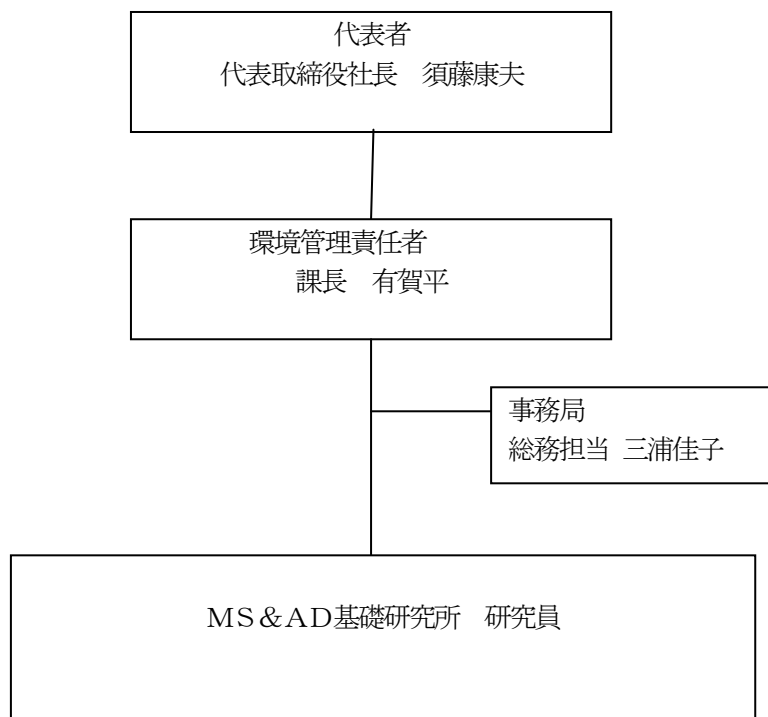 代表者
代表取締役社長　須藤康夫
環境管理責任者
課長　有賀平
事務局
総務担当 三浦佳子
ＭＳ＆ＡＤ基礎研究所　研究員